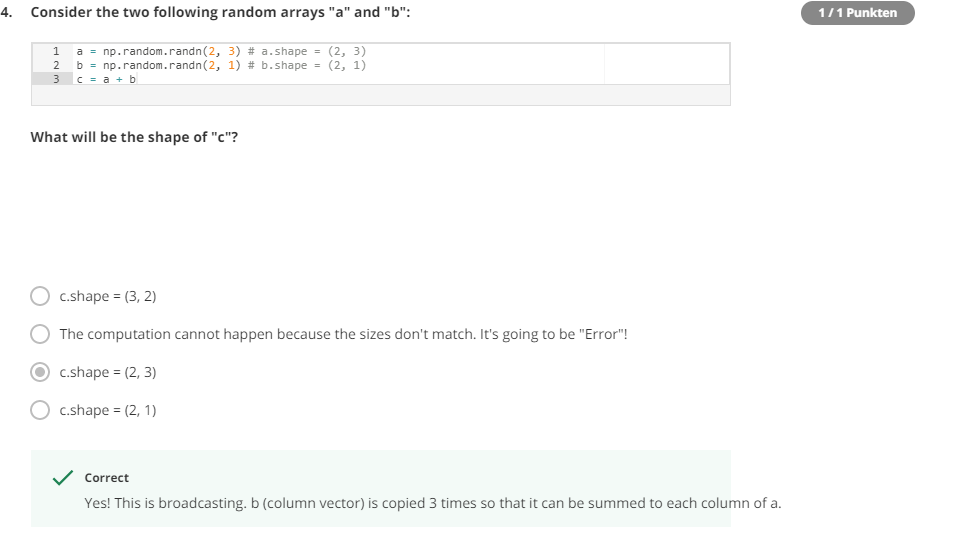 4. Consider the two following random arrays "a" and "b":
1 / 1 Punkten
1 a = np.random.randn(2, 3) # a.shape = (2, 3)
2 b = np.random.randn(2, 1) # b.shape = (2, 1)
3 c = a + b
What will be the shape of "c"?
c.shape = (3, 2)
The computation cannot happen because the sizes don't match. It's going to be "Error"!
c.shape = (2, 3)
c.shape = (2, 1)
Correct
Yes! This is broadcasting. b (column vector) is copied 3 times so that it can be summed to each column of a.